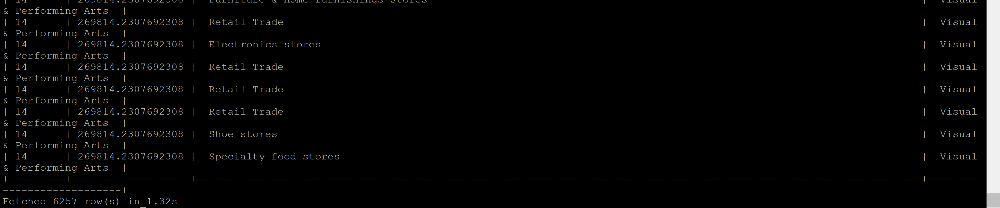 | 14      | 269814.2307692308 |  Furniture & home furnishings stores                                                                               |  Visual
& Performing Arts  |
| 14      | 269814.2307692308 |  Retail Trade                                                                                                      |  Visual
& Performing Arts  |
| 14      | 269814.2307692308 |  Electronics stores                                                                                                |  Visual
& Performing Arts  |
| 14      | 269814.2307692308 |  Retail Trade                                                                                                      |  Visual
& Performing Arts  |
| 14      | 269814.2307692308 |  Retail Trade                                                                                                      |  Visual
& Performing Arts  |
| 14      | 269814.2307692308 |  Retail Trade                                                                                                      |  Visual
& Performing Arts  |
| 14      | 269814.2307692308 |  Shoe stores                                                                                                       |  Visual
& Performing Arts  |
| 14      | 269814.2307692308 |  Specialty food stores                                                                                             |  Visual
& Performing Arts  |
+---------+-------------------+--------------------------------------------------------------------------------------------------------------------+---------
-------------------+
Fetched 6257 row(s) in 1.32s